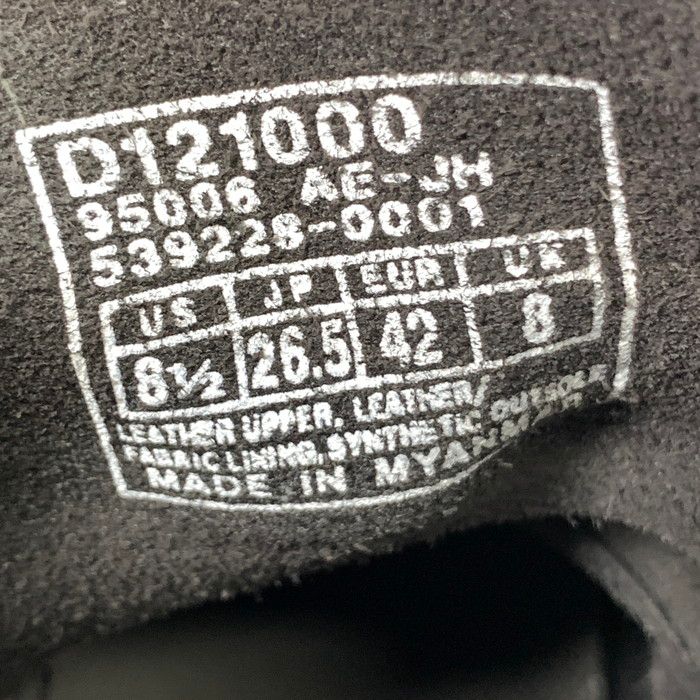 D121000
95006 AE-JH
539228-0001
US JP EUR UK
8½ 26.5 42 8
LEATHER UPPER, LEATHER/
FABRIC LINING, SYNTHETIC OUTSOLE
MADE IN MYANMAR